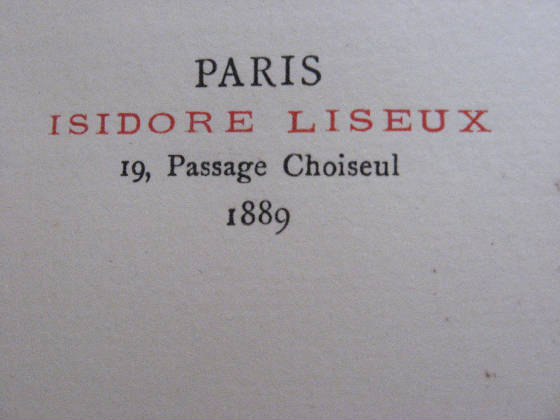 PARIS
ISIDORE LISEUX
19, Passage Choiseul
1889